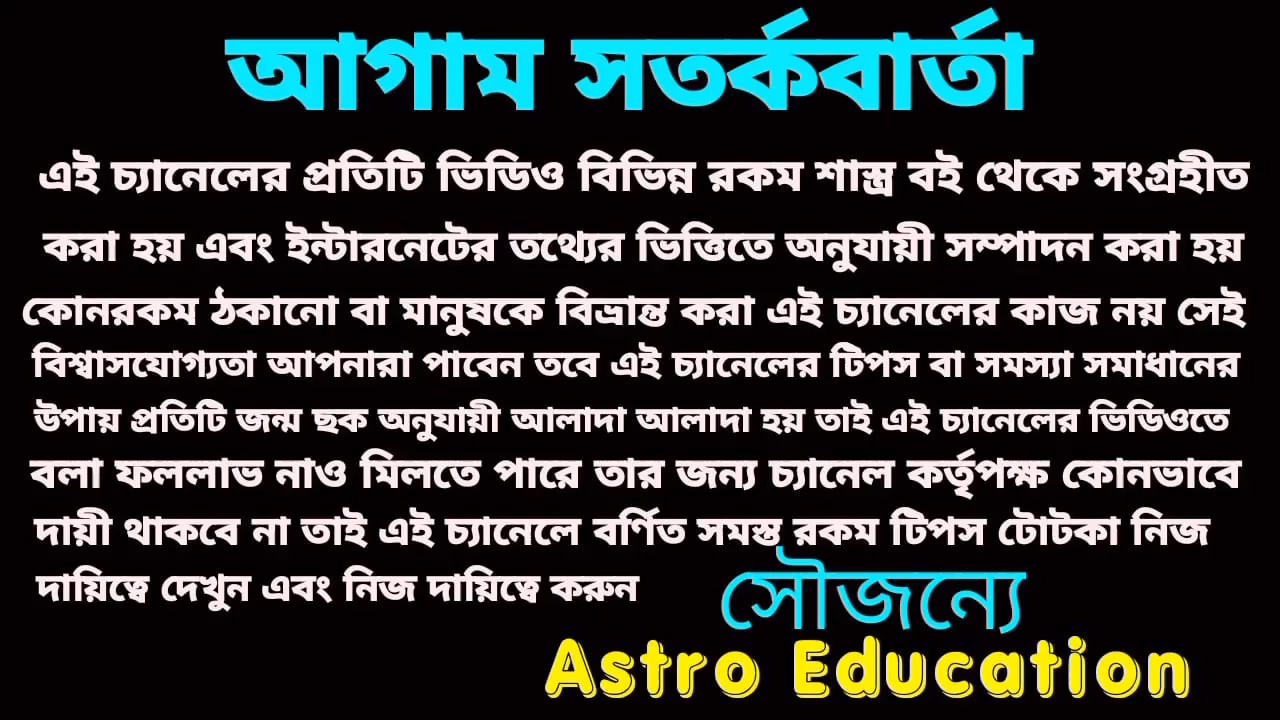 আগাম সতর্কবার্তা
এই চ্যানেলের প্রতিটি ভিডিও বিভিন্ন রকম শাস্ত্র বই থেকে সংগ্রহীত
করা হয় এবং ইন্টারনেটের তথ্যের ভিত্তিতে অনুযায়ী সম্পাদন করা হয়
কোনরকম ঠকানো বা মানুষকে বিভ্রান্ত করা এই চ্যানেলের কাজ নয় সেই
বিশ্বাসযোগ্যতা আপনারা পাবেন তবে এই চ্যানেলের টিপস বা সমস্যা সমাধানের
উপায় প্রতিটি জন্ম ছক অনুযায়ী আলাদা আলাদা হয় তাই এই চ্যানেলের ভিডিওতে
বলা ফললাভ নাও মিলতে পারে তার জন্য চ্যানেল কর্তৃপক্ষ কোনভাবে
দায়ী থাকবে না তাই এই চ্যানেলে বর্ণিত সমস্ত রকম টিপস টোটকা নিজ
দায়িত্বে দেখুন এবং নিজ দায়িত্বে করুন
সৌজন্যে
Astro Education